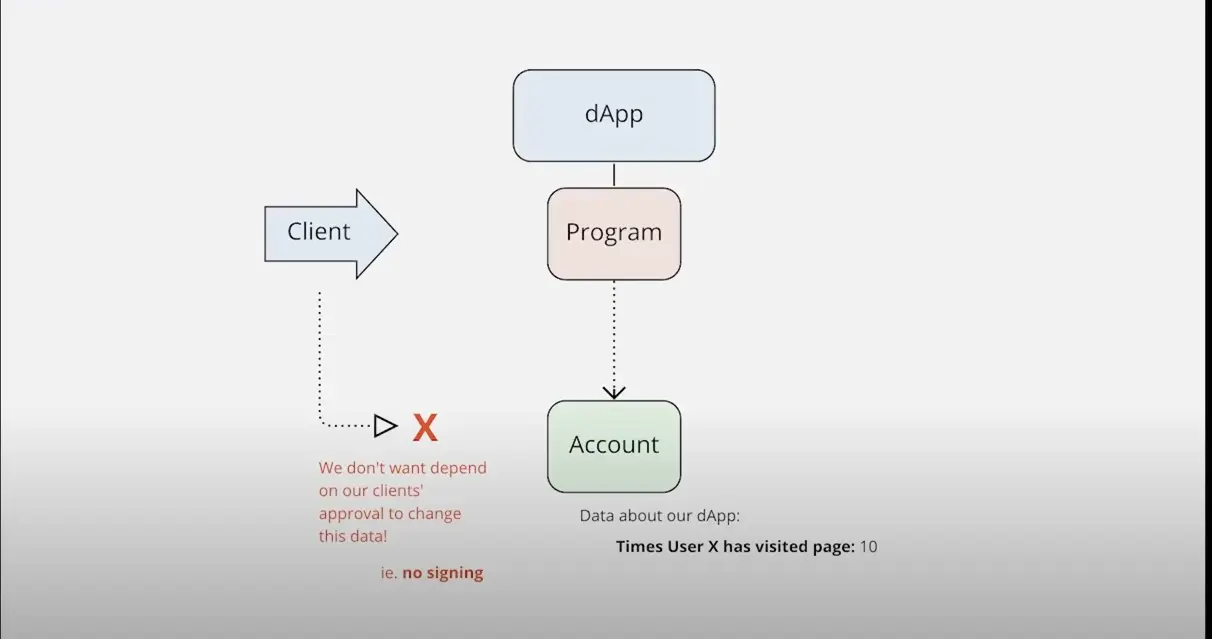 dApp
Client
Program
X
We don't want depend
on our clients'
approval to change
this data!
ie. no signing
Account
Data about our dApp:
Times User X has visited page: 10